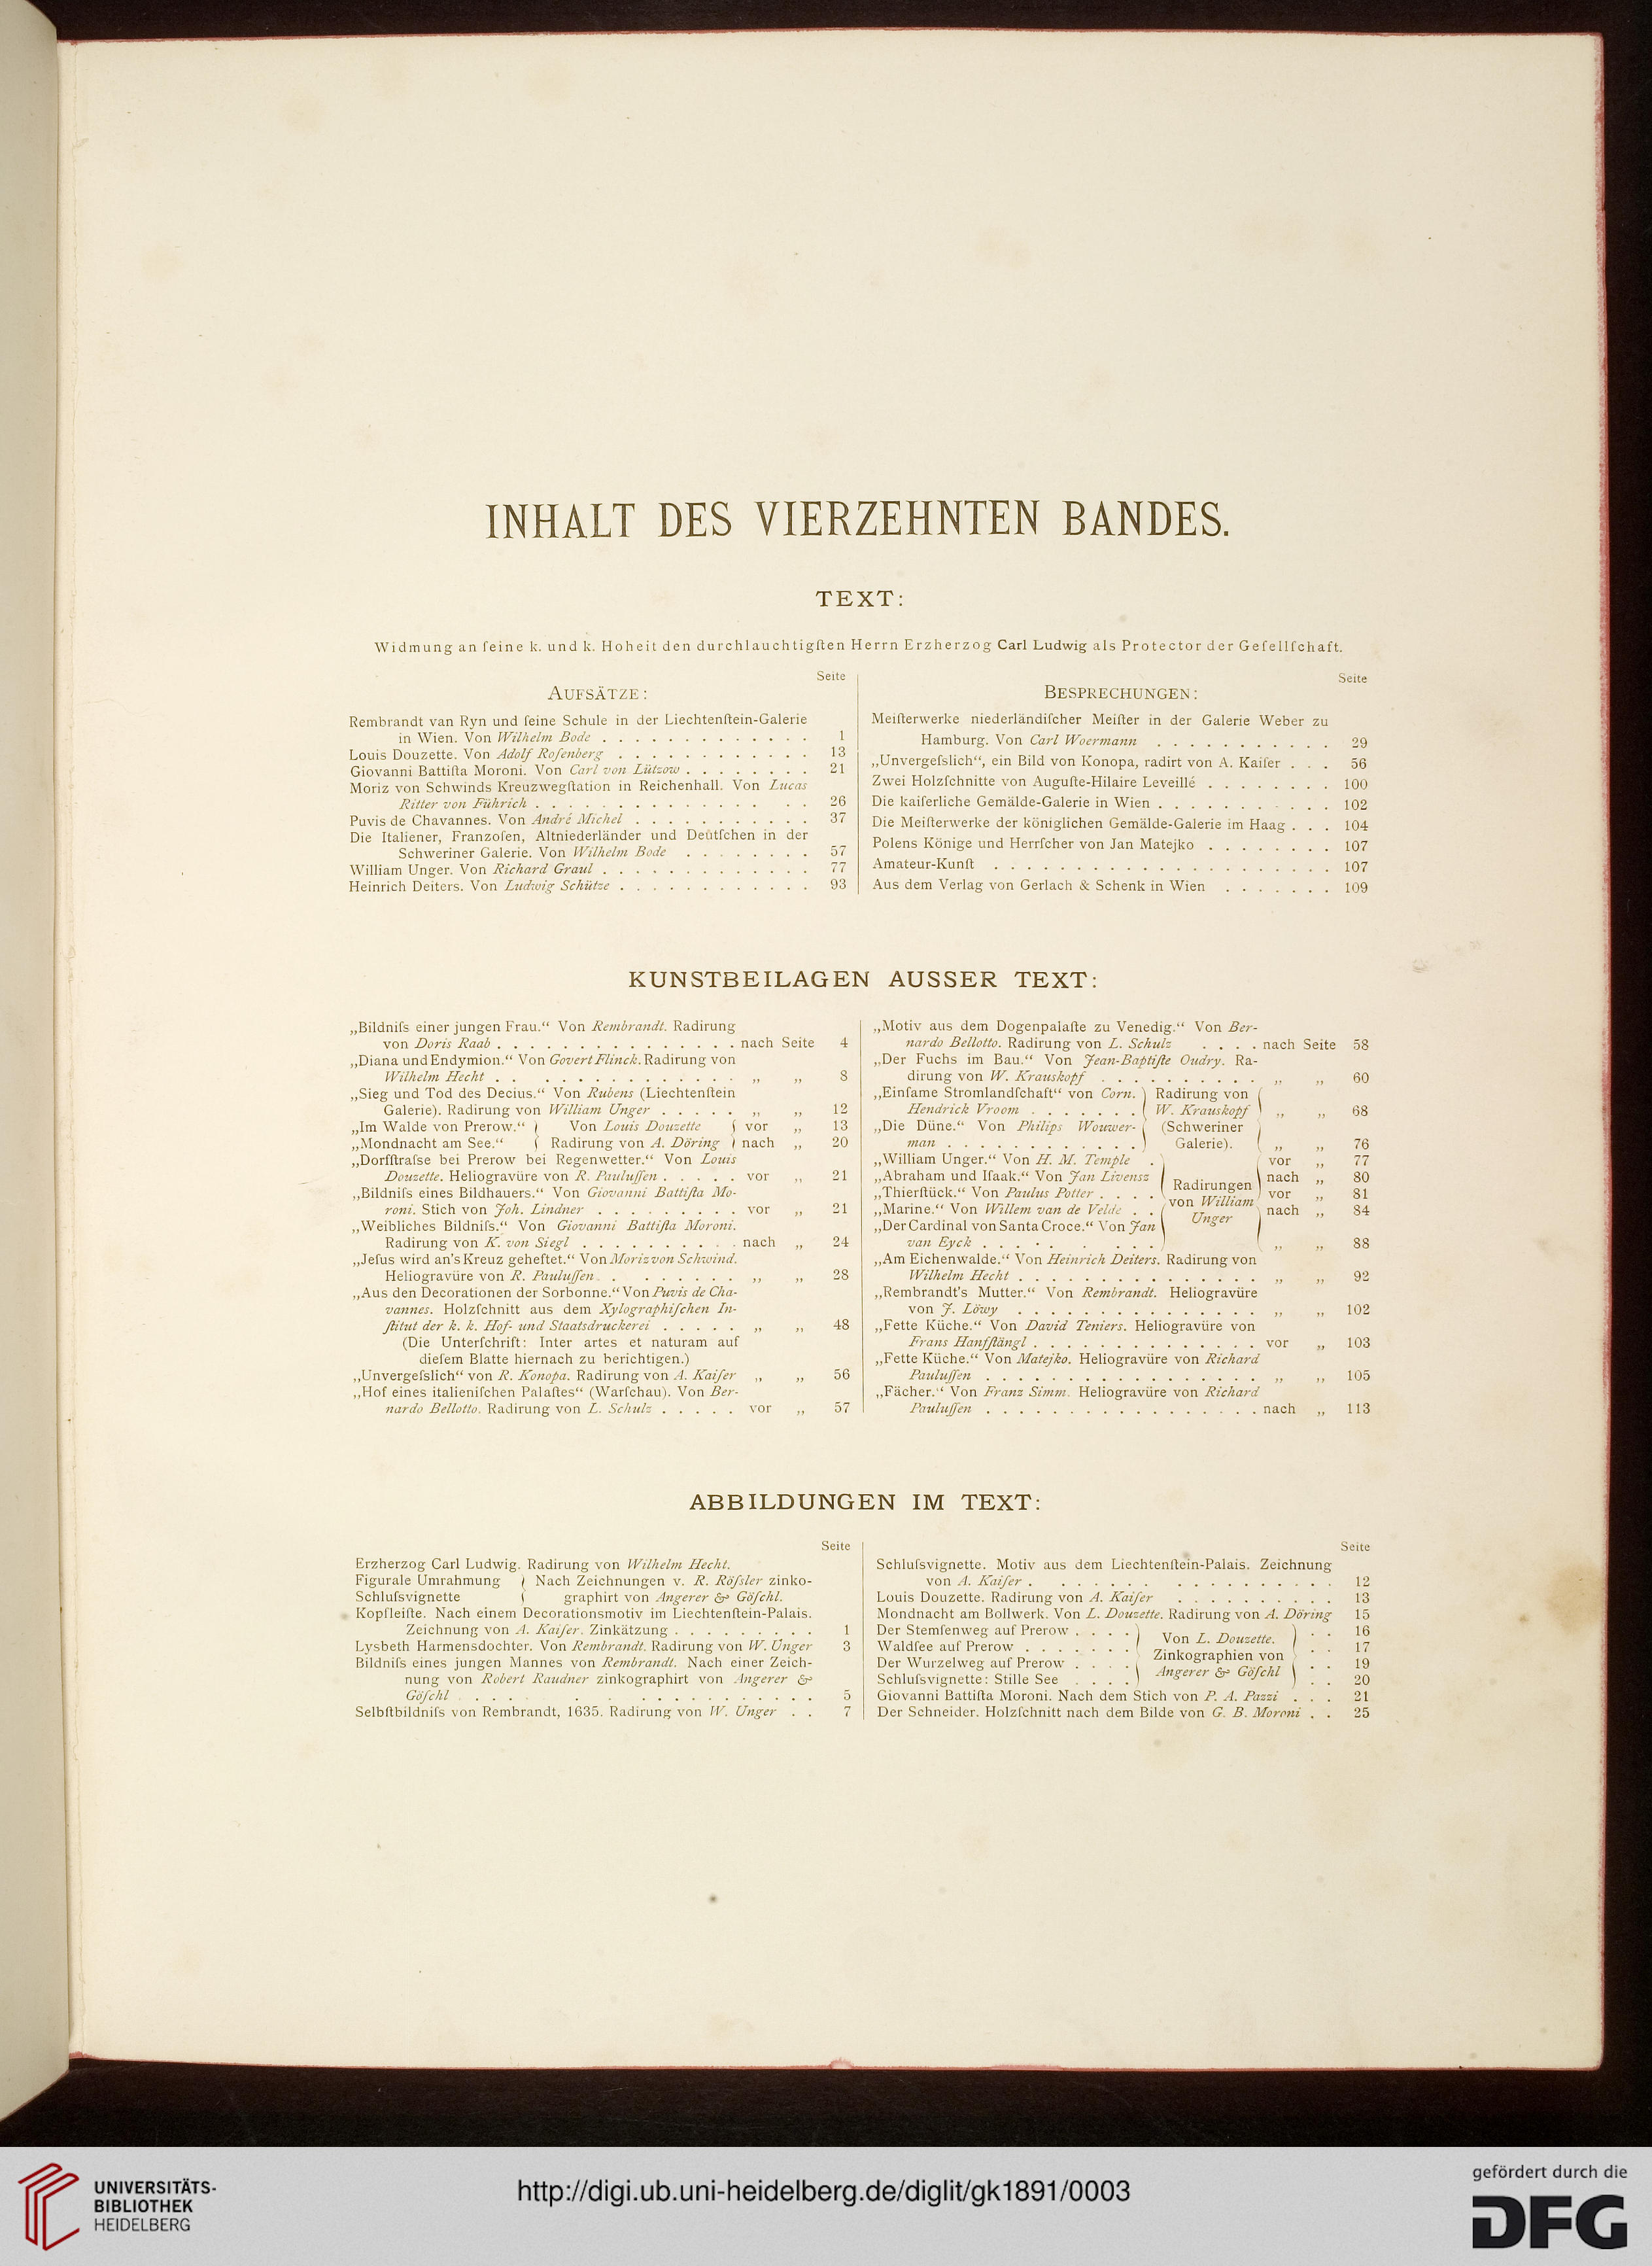 INHALT DES VIERZEHNTEN BANDES.
TEXT:
Widmung an ſeine k. und k. Hoheit den durchlauchtigſten Herrn Erzherzog Carl Ludwig als Protector der Geſellſchaft.
Seite
AUFSÄTZE:
Rembrandt van Ryn und ſeine Schule in der Liechtenſtein-Galerie
in Wien. Von Wilhelm Bode . . . . . . . . . . . . . 1
Louis Douzette. Von Adolf Roſenberg . . . . . . . . . . . . 13
Giovanni Battiſta Moroni. Von Carl von Lützow . . . . . . . . 21
Moriz von Schwinds Kreuzwegſtation in Reichenhall. Von Lucas
Ritter von Führich . . . . . . . . . . . . . . . . 26
Puvis de Chavannes. Von André Michel . . . . . . . . . . . 37
Die Italiener, Franzoſen, Altniederländer und Deutſchen in der
Schweriner Galerie. Von Wilhelm Bode . . . . . . . . 57
William Unger. Von Richard Graul . . . . . . . . . . . . . 77
Heinrich Deiters. Von Ludwig Schütze . . . . . . . . . . . . 93
Seite
BESPRECHUNGEN:
Meiſterwerke niederländiſcher Meiſter in der Galerie Weber zu
Hamburg. Von Carl Woermann . . . . . . . . . . . 29
„Unvergeſslich“, ein Bild von Konopa, radirt von A. Kaiſer . . . 56
Zwei Holzſchnitte von Auguſte-Hilaire Leveillé . . . . . . . . 100
Die kaiſerliche Gemälde-Galerie in Wien . . . . . . . . . . . 102
Die Meiſterwerke der königlichen Gemälde-Galerie im Haag . . . 104
Polens Könige und Herrſcher von Jan Matejko . . . . . . . . 107
Amateur-Kunſt . . . . . . . . . . . . . . . . . . . . . 107
Aus dem Verlag von Gerlach & Schenk in Wien . . . . . . . 109
KUNSTBEILAGEN AUSSER TEXT:
„Bildniſs einer jungen Frau.“ Von Rembrandt. Radirung
von Doris Raab . . . . . . . . . . . . . . . nach Seite 4
„Diana und Endymion.“ Von Govert Flinck. Radirung von
Wilhelm Hecht . . . . . . . . . . . . . . . „ „ 8
„Sieg und Tod des Decius.“ Von Rubens (Liechtenſtein
Galerie). Radirung von William Unger . . . . . „ „ 12
„Im Walde von Prerow.“ ( Von Louis Douzette ( vor „ 13
„Mondnacht am See.“ ( Radirung von A. Döring ( nach „ 20
„Dorfſtraſse bei Prerow bei Regenwetter.“ Von Louis
Douzette. Heliogravüre von R. Pauluſſen . . . . . vor „ 21
„Bildniſs eines Bildhauers.“ Von Giovanni Battiſta Mo-
roni. Stich von Joh. Lindner . . . . . . . . . vor „ 21
„Weibliches Bildniſs.“ Von Giovanni Battiſta Moroni.
Radirung von K. von Siegl . . . . . . . . . . nach „ 24
„Jeſus wird an's Kreuz geheftet.“ Von Moriz von Schwind.
Heliogravüre von R. Pauluſſen . . . . . . . . . „ „ 28
„Aus den Decorationen der Sorbonne.“ Von Puvis de Cha-
vannes. Holzſchnitt aus dem Xylographiſchen In-
ſtitut der k. k. Hof- und Staatsdruckerei . . . . . „ „ 48
(Die Unterſchrift: Inter artes et naturam auf
dieſem Blatte hiernach zu berichtigen.)
„Unvergeſslich“ von R. Konopa. Radirung von A. Kaiſer „ „ 56
„Hof eines italieniſchen Palaſtes“ (Warſchau). Von Ber-
nardo Bellotto. Radirung von L. Schulz . . . . . vor „ 57
„Motiv aus dem Dogenpalaſte zu Venedig.“ Von Ber-
nardo Bellotto. Radirung von L. Schulz . . . . nach Seite 58
„Der Fuchs im Bau.“ Von Jean-Baptiſte Oudry. Ra-
dirung von W. Krauskopf . . . . . . . . . . „ „ 60
„Einſame Stromlandſchaft“ von Corn. ) Radirung von (
Hendrick Vroom . . . . . . . ( W. Krauskopf ) „ „ 68
„Die Düne.“ Von Philips Wouwer- ( (Schweriner )
man . . . . . . . . . . . . ) Galerie). ( „ „ 76
„William Unger.“ Von H. M. Temple . vor „ 77
„Abraham und Iſaak.“ Von Jan Livensz Radirungen nach „ 80
„Thierſtück.“ Von Paulus Potter . . . . von William vor „ 81
„Marine.“ Von Willem van de Velde . . Unger nach „ 84
„Der Cardinal von Santa Croce.“ Von Jan
van Eyck . . . . . . . . . „ „ 88
„Am Eichenwalde.“ Von Heinrich Deiters. Radirung von
Wilhelm Hecht . . . . . . . . . . . . . . . „ „ 92
„Rembrandt's Mutter.“ Von Rembrandt. Heliogravüre
von J. Löwy . . . . . . . . . . . . . . . „ „ 102
„Fette Küche.“ Von David Teniers. Heliogravüre von
Frans Hanfſtängl . . . . . . . . . . . . . . vor „ 103
„Fette Küche.“ Von Matejko. Heliogravüre von Richard
Pauluſſen . . . . . . . . . . . . . . . . . „ „ 105
„Fächer.“ Von Franz Simm. Heliogravüre von Richard
Pauluſſen . . . . . . . . . . . . . . . . . nach „ 113
ABBILDUNGEN IM TEXT:
Seite
Erzherzog Carl Ludwig. Radirung von Wilhelm Hecht.
Figurale Umrahmung ( Nach Zeichnungen v. R. Röſsler zinko-
Schluſsvignette ( graphirt von Angerer & Göſchl.
Kopfleiſte. Nach einem Decorationsmotiv im Liechtenſtein-Palais.
Zeichnung von A. Kaiſer. Zinkätzung . . . . . . . . . 1
Lysbeth Harmensdochter. Von Rembrandt. Radirung von W. Unger 3
Bildniſs eines jungen Mannes von Rembrandt. Nach einer Zeich-
nung von Robert Raudner zinkographirt von Angerer &
Göſchl . . . . . . . . . . . . . . . . . . 5
Selbſtbildniſs von Rembrandt, 1635. Radirung von W. Unger . . 7
Seite
Schluſsvignette. Motiv aus dem Liechtenſtein-Palais. Zeichnung
von A. Kaiſer . . . . . . . . . . . . . . . . . 12
Louis Douzette. Radirung von A. Kaiſer . . . . . . . . . . 13
Mondnacht am Bollwerk. Von L. Douzette. Radirung von A. Döring 15
Der Stemſenweg auf Prerow . . . . . . 16
Waldſee auf Prerow . . . . . . . Von L. Douzette. . . 17
Der Wurzelweg auf Prerow . . . . Zinkographien von . . 19
Schluſsvignette: Stille See . . . . Angerer & Göſchl . . 20
Giovanni Battiſta Moroni. Nach dem Stich von P. A. Pazzi . . . 21
Der Schneider. Holzſchnitt nach dem Bilde von G. B. Moroni . . 25
UNIVERSITÄTS-
BIBLIOTHEK
HEIDELBERG
http://digi.ub.uni-heidelberg.de/diglit/gk1891/0003
gefördert durch die
DFG